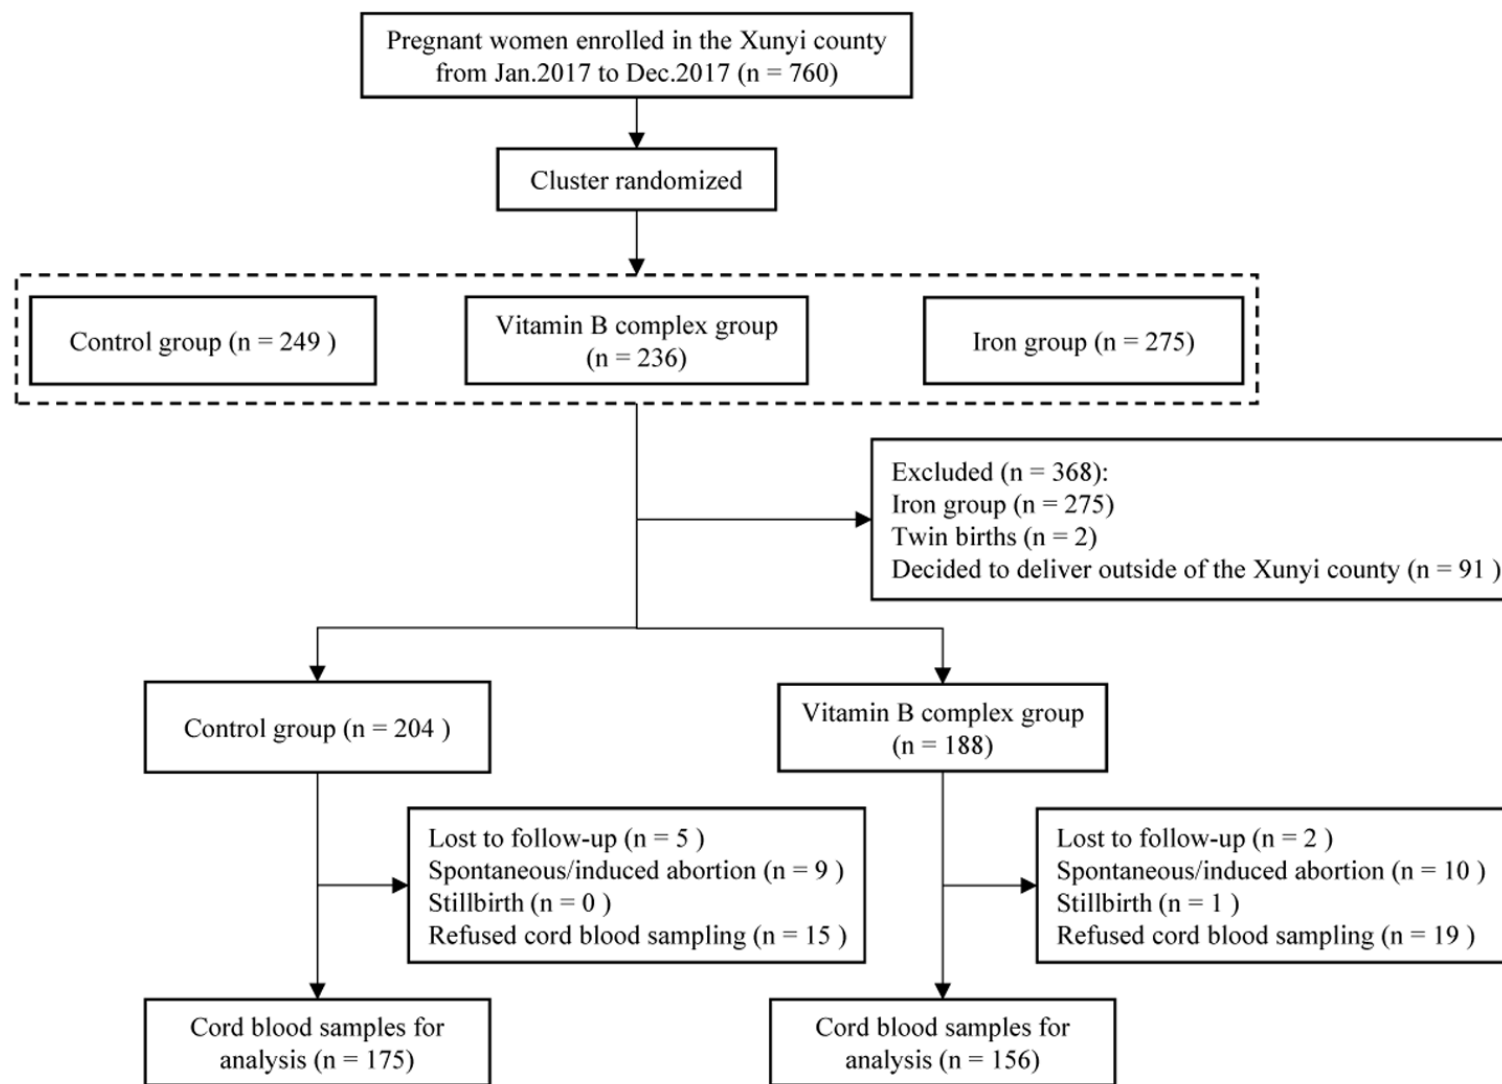 Pregnant women enrolled in the Xunyi county
from Jan.2017 to Dec.2017 (n = 760)
Cluster randomized
Control group (n = 249 )
Vitamin B complex group
(n = 236)
Iron group (n = 275)
Excluded (n = 368):
Iron group (n = 275)
Twin births (n = 2)
Decided to deliver outside of the Xunyi county (n = 91 )
Control group (n = 204 )
Vitamin B complex group
(n = 188)
Lost to follow-up (n = 5 )
Spontaneous/induced abortion (n = 9 )
Stillbirth (n = 0 )
Refused cord blood sampling (n = 15 )
Lost to follow-up (n = 2 )
Spontaneous/induced abortion (n = 10 )
Stillbirth (n = 1 )
Refused cord blood sampling (n = 19 )
Cord blood samples for
analysis (n = 175)
Cord blood samples for
analysis (n = 156)